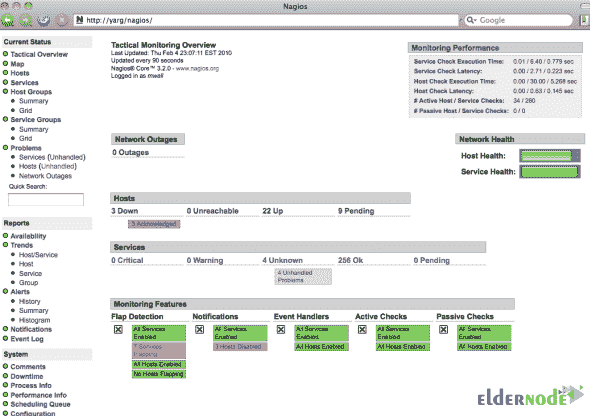 Nagios
http://yarg/nagios/
Google
Current Status
Tactical Overview
Map
Hosts
Services
Host Groups
Summary
Grid
Service Groups
Summary
Grid
Problems
Services (Unhandled)
Hosts (Unhandled)
Network Outages
Quick Search:
Reports
Availability
Trends
Host/Service
Host
Service
Group
Alerts
History
Summary
Histogram
Notifications
Event Log
System
Comments
Downtime
Process Info
Performance Info
Scheduling Queue
Configuration
Tactical Monitoring Overview
Last Updated: Thu Feb 4 23:07:11 EST 2010
Updated every 90 seconds
Nagios® Core™ 3.2.0 - www.nagios.org
Logged in as mwall
Monitoring Performance
Service Check Execution Time: 0.01 / 6.40 / 0.779 sec
Service Check Latency: 0.00 / 2.71 / 0.223 sec
Host Check Execution Time: 0.00 / 30.00 / 5.268 sec
Host Check Latency: 0.00 / 0.63 / 0.145 sec
# Active Host / Service Checks: 34 / 260
# Passive Host / Service Checks: 0 / 0
Network Outages
0 Outages
Network Health
Host Health:
Service Health:
Hosts
3 Down 0 Unreachable 22 Up 9 Pending
3 Acknowledged
Services
0 Critical 0 Warning 4 Unknown 256 Ok 0 Pending
4 Unhandled
Problems
Monitoring Features
Flap Detection Notifications Event Handlers Active Checks Passive Checks
All Services All Services All Services All Services All Services
Enabled Enabled Enabled Enabled Enabled
Services 3 Hosts Disabled All Hosts Enabled All Hosts Enabled All Hosts Enabled
Flapping
All Hosts Enabled
No Hosts Flapping
eldernode